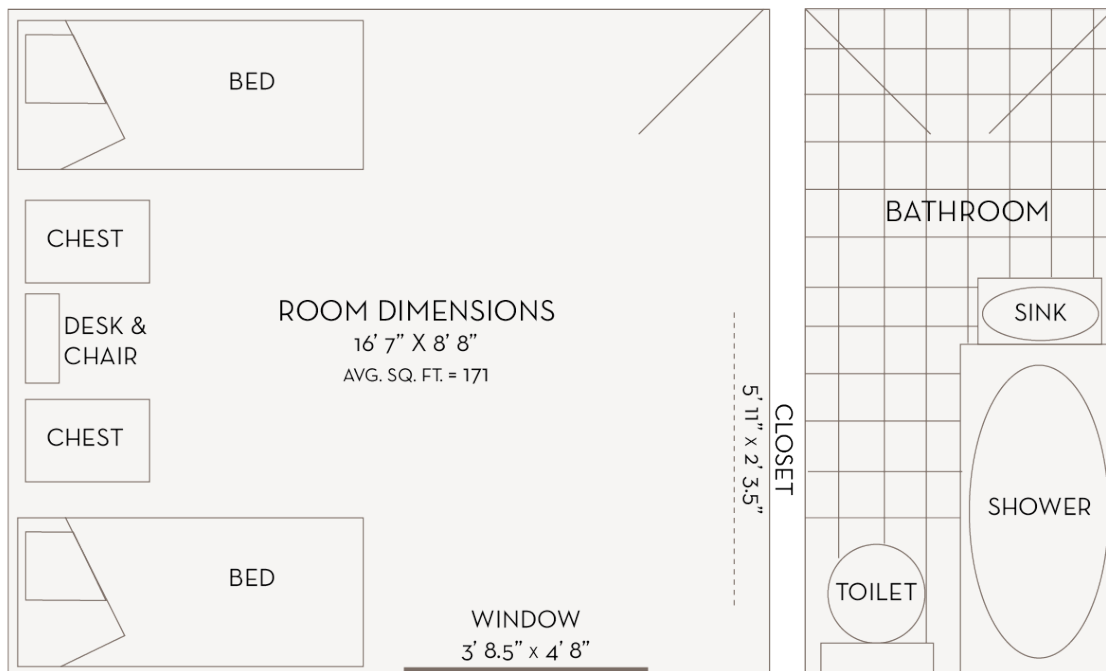 BED
BATHROOM
CHEST
ROOM DIMENSIONS
16’ 7” X 8’ 8”
AVG. SQ. FT. = 171
DESK &
CHAIR
SINK
CHEST
CLOSET
5’ 11” x 2’ 3.5”
SHOWER
BED
TOILET
WINDOW
3’ 8.5” x 4’ 8”